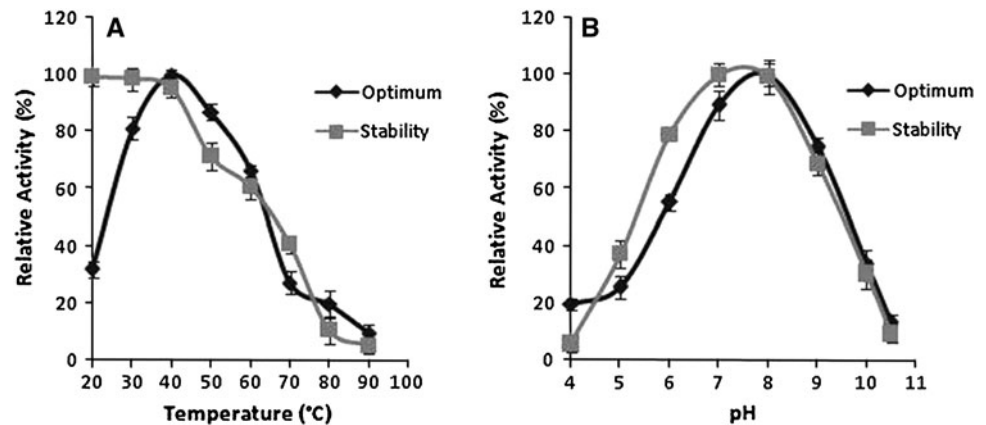 A
Relative Activity (%)
120
100
80
60
40
20
0
20 30 40 50 60 70 80 90 100
Temperature (°C)
Optimum
Stability
B
Relative Activity (%)
120
100
80
60
40
20
0
4 5 6 7 8 9 10 11
pH
Optimum
Stability